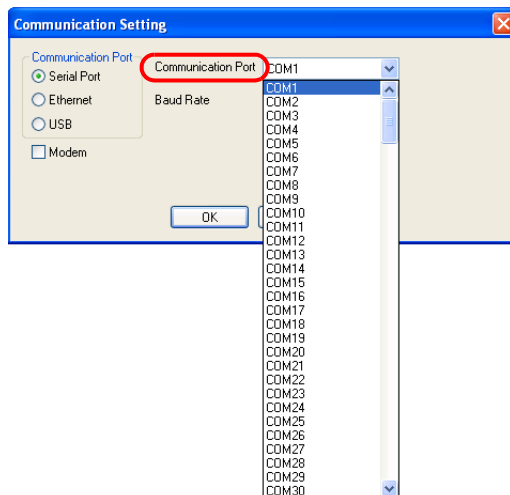 Communication Setting
Communication Port
Serial Port
Ethernet
USB
Modem
Communication Port
COM1
Baud Rate
OK
COM1
COM2
COM3
COM4
COM5
COM6
COM7
COM8
COM9
COM10
COM11
COM12
COM13
COM14
COM15
COM16
COM17
COM18
COM19
COM20
COM21
COM22
COM23
COM24
COM25
COM26
COM27
COM28
COM29
COM30